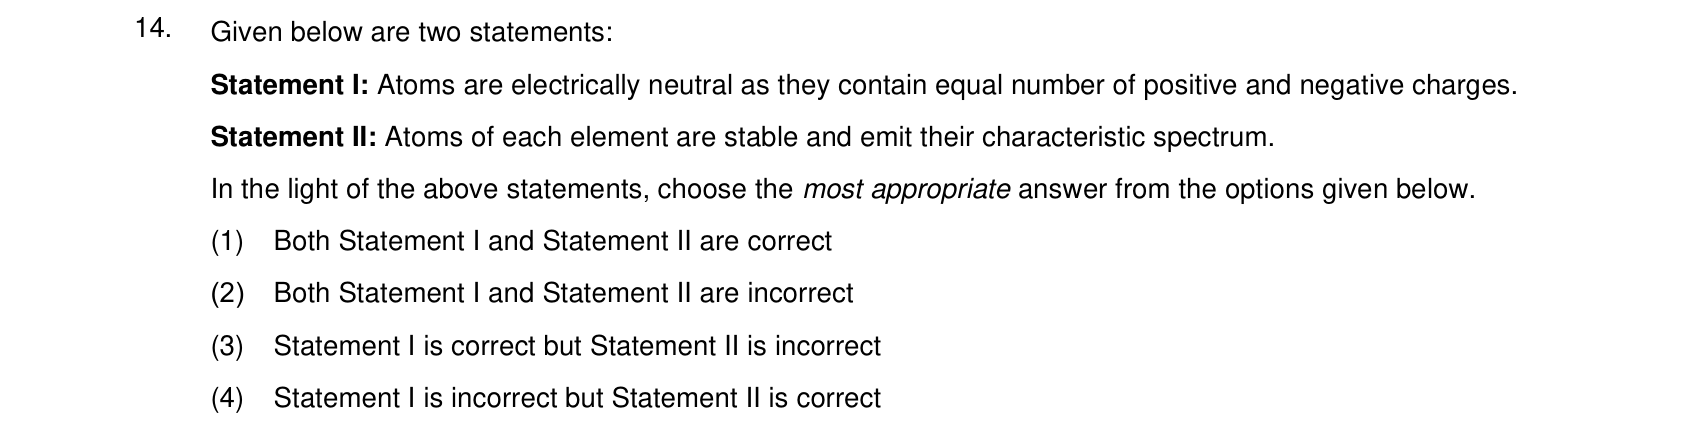 14. Given below are two statements:
Statement I: Atoms are electrically neutral as they contain equal number of positive and negative charges.
Statement II: Atoms of each element are stable and emit their characteristic spectrum.
In the light of the above statements, choose the most appropriate answer from the options given below.
(1) Both Statement I and Statement II are correct
(2) Both Statement I and Statement II are incorrect
(3) Statement I is correct but Statement II is incorrect
(4) Statement I is incorrect but Statement II is correct